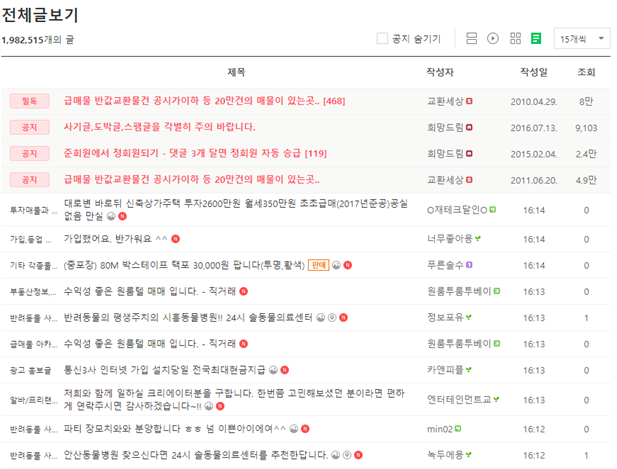 전체글보기
1,982,515개의 글
공지 숨기기
15개씩
제목 작성자 작성일 조회
필독 급매물 반값교환물건 공시가이하 등 20만건의 매물이 있는곳.. [468] 교환세상 2010.04.29. 8만
공지 사기글,도박글,스팸글을 각별히 주의 바랍니다. 희망드림 2016.07.13. 9,103
공지 준회원에서 정회원되기 - 댓글 3개 달면 정회원 자동 승급 [119] 희망드림 2015.02.04. 2.4만
공지 급매물 반값교환물건 공시가이하 등 20만건의 매물이 있는곳.. 교환세상 2011.06.20. 4.9만
투자매물과 ... 대로변 바로뒤 신축상가주택 투자2600만원 월세350만원 초초급매(2017년준공)공실
없음 만실 N O재테크달인O 16:14 0
가입,등업 ... 가입했어요. 반가워요 ^^ N 너무좋아용 16:14 0
기타 각종물... (중포장) 80M 박스테이프 택포 30,000원 팝니다(투명,황색) 판매 N 푸른솔수 16:14 0
부동산정보,... 수익성 좋은 원룸텔 매매 입니다. - 직거래 N 원룸투룸투베이 16:13 0
반려동물 사... 반려동물의 평생주치의 시흥동물병원!! 24시 솔동물의료센터 N 정보포유 16:13 1
급매물 아카... 수익성 좋은 원룸텔 매매 입니다. - 직거래 N 원룸투룸투베이 16:13 0
광고 홍보글 통신3사 인터넷 가입 설치당일 전국최대현금지급 N 카앤피플 16:13 0
알바/프리랜... 저희와 함께 일하실 크리에이터분을 구합니다. 한번쯤 고민해보셨던 분이라면 편하
게 연락주시면 감사하겠습니다~!! N 엔터테인먼트교 16:13 0
반려동물 사... 파티 장모치와와 분양합니다 ㅎㅎ 넘 이쁜아이에여^^ N min02 16:12 0
반려동물 사... 안산동물병원 찾으신다면 24시 솔동물의료센터를 추천한답니다. N 녹두에용 16:12 1